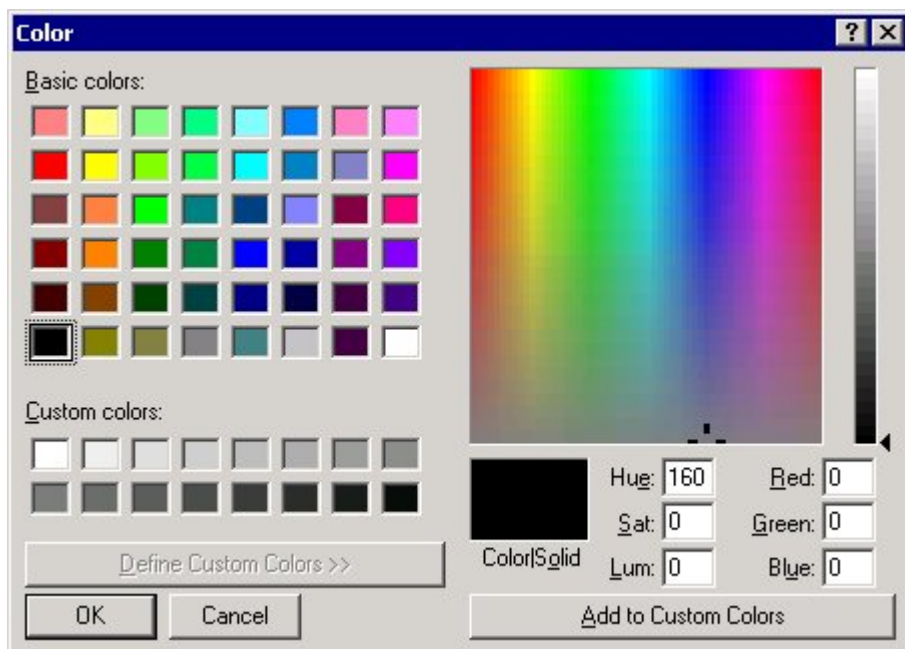 Color
Basic colors:
Custom colors:
Define Custom Colors >>
OK Cancel
Color|Solid
Hue: 160 Red: 0
Sat: 0 Green: 0
Lum: 0 Blue: 0
Add to Custom Colors